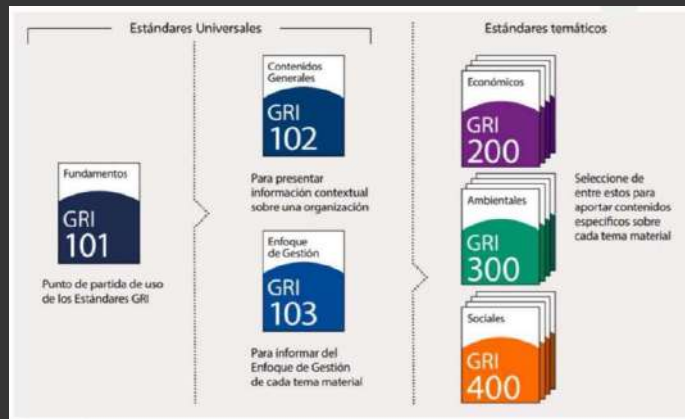 Estándares Universales
Estándares temáticos
Fundamentos
GRI
101
Punto de partida de uso
de los Estándares GRI
Contenidos
Generales
GRI
102
Para presentar
información contextual
sobre una organización
Enfoque
de Gestión
GRI
103
Para informar del
Enfoque de Gestión
de cada tema material
Económicos
GRI
200
Ambientales
GRI
300
Sociales
GRI
400
Seleccione de
entre estos para
aportar contenidos
específicos sobre
cada tema material